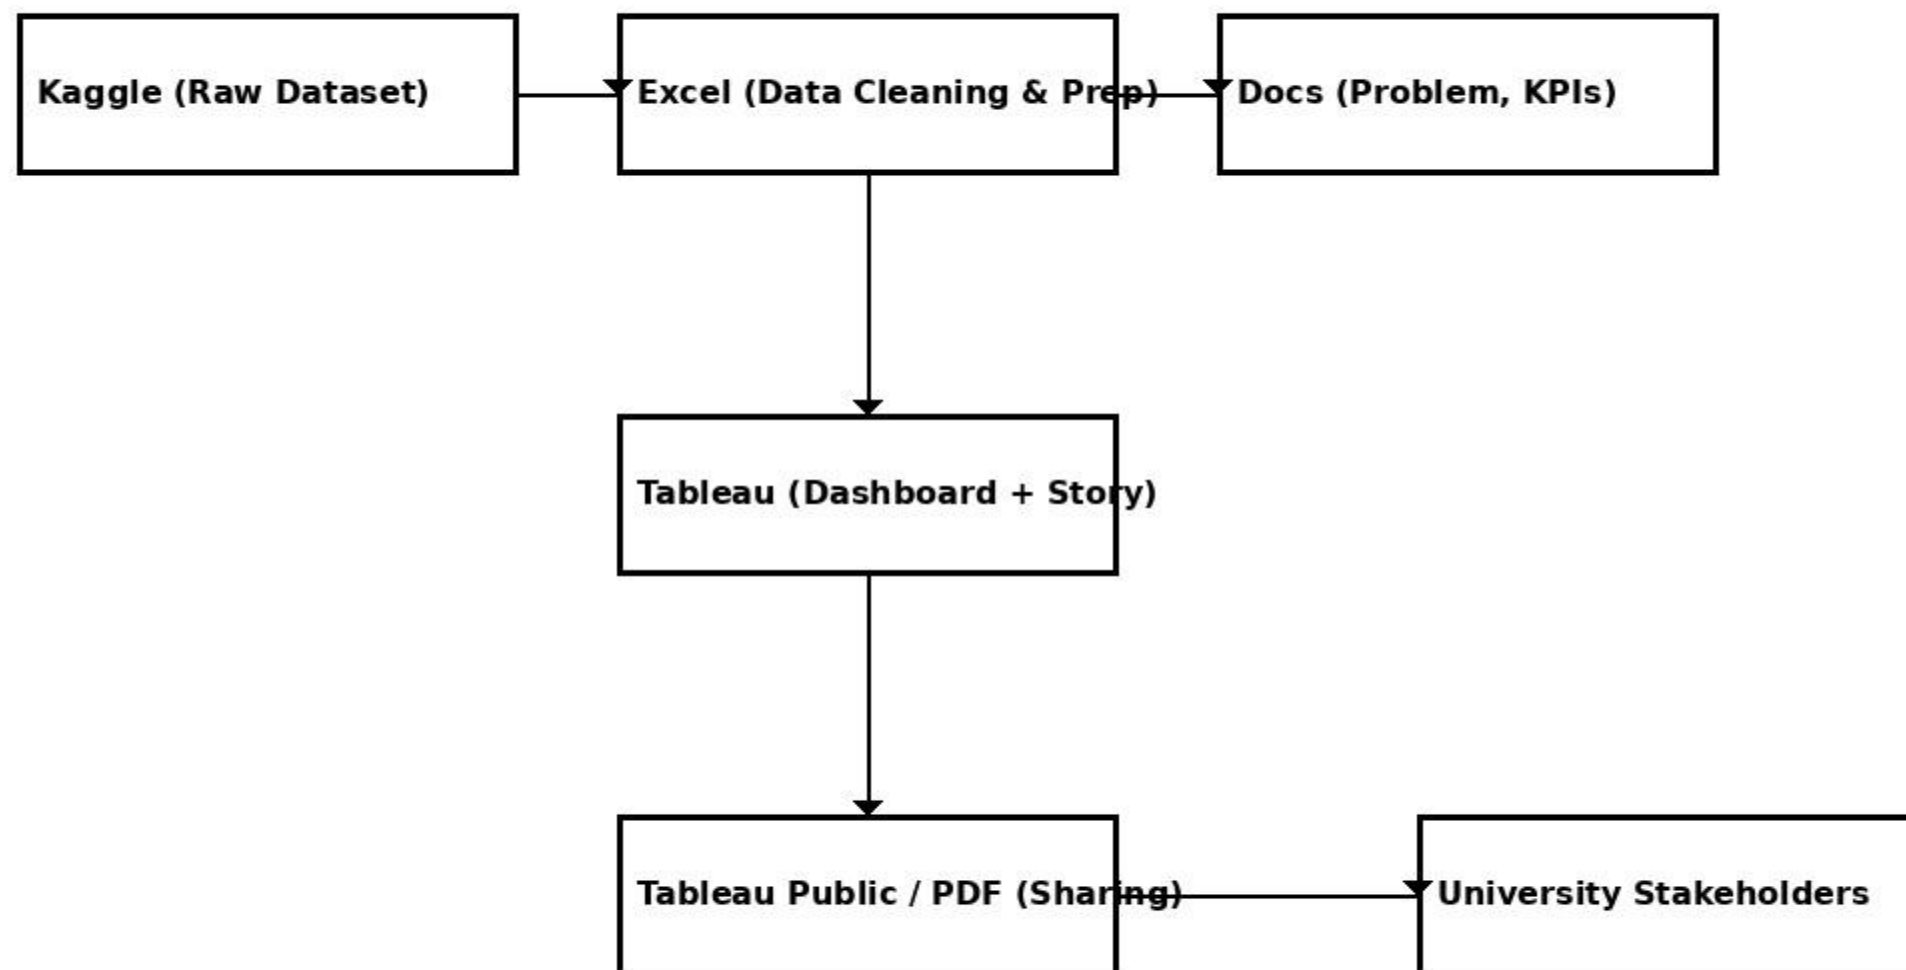 Kaggle (Raw Dataset)
Excel (Data Cleaning & Prep)
Docs (Problem, KPIs)
Tableau (Dashboard + Story)
Tableau Public / PDF (Sharing)
University Stakeholders